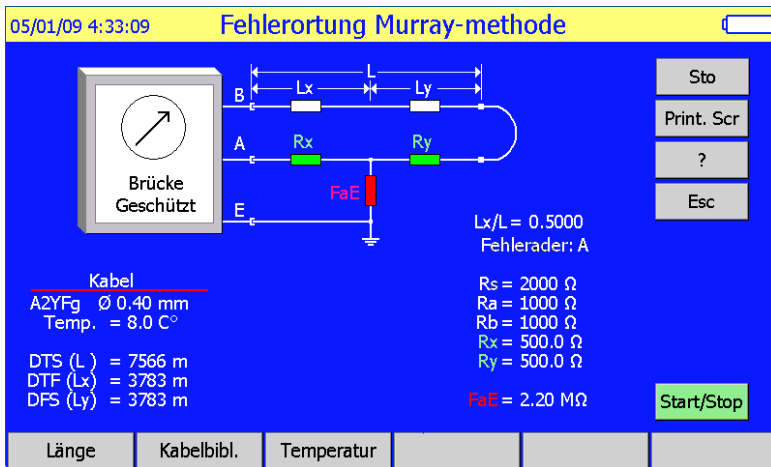 05/01/09 4:33:09 Fehlerortung Murray-methode
L
Lx Ly
B
A
Rx Ry
FaE
E
Brücke
Geschützt
Sto
Print. Scr
?
Esc
Lx/L = 0.5000
Fehlerader: A
Kabel
A2YFg Ø 0.40 mm
Temp. = 8.0 C°
DTS (L ) = 7566 m
DTF (Lx) = 3783 m
DFS (Ly) = 3783 m
Rs = 2000 Ω
Ra = 1000 Ω
Rb = 1000 Ω
Rx = 500.0 Ω
Ry = 500.0 Ω
FaE = 2.20 MΩ
Start/Stop
Länge Kabelbibl. Temperatur